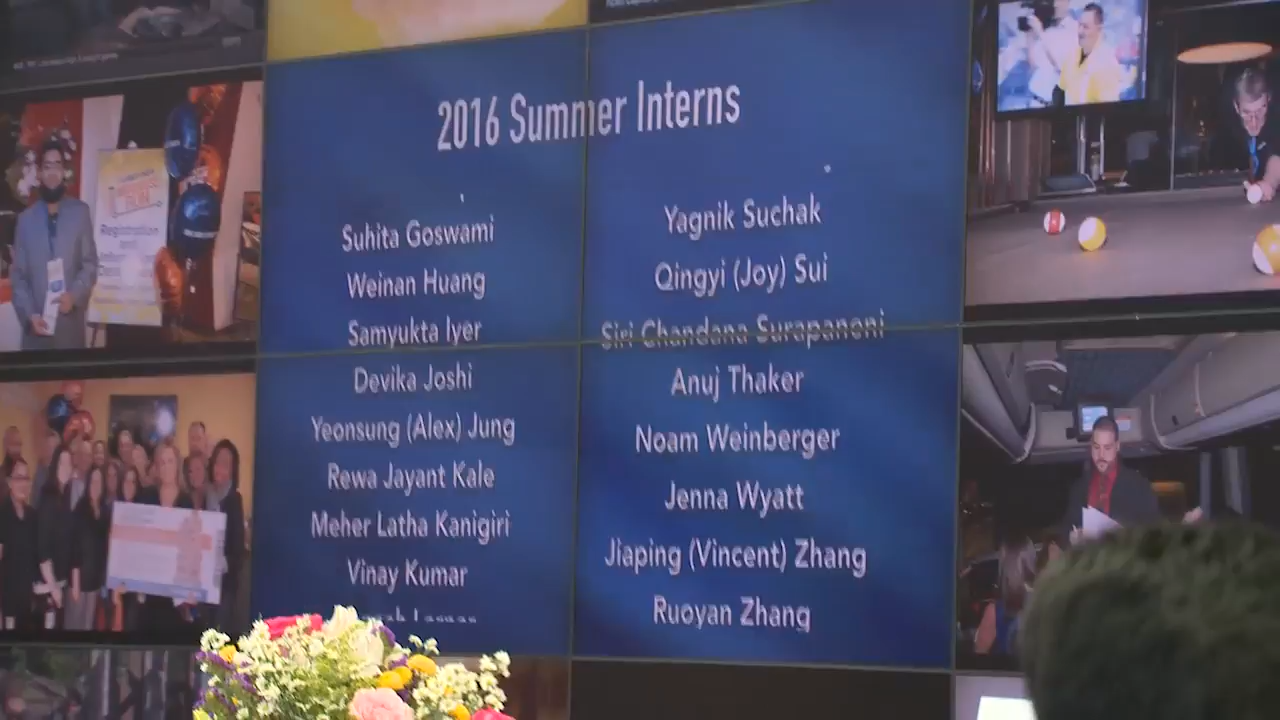 2016 Summer Interns
Suhita Goswami
Weinan Huang
Samyukta Iyer
Devika Joshi
Yeonsung (Alex) Jung
Rewa Jayant Kale
Meher Latha Kanigiri
Vinay Kumar
Yagnik Suchak
Qingyi (Joy) Sui
Siri Chandana Surapaneni
Anuj Thaker
Noam Weinberger
Jenna Wyatt
Jiaping (Vincent) Zhang
Ruoyan Zhang
Registration